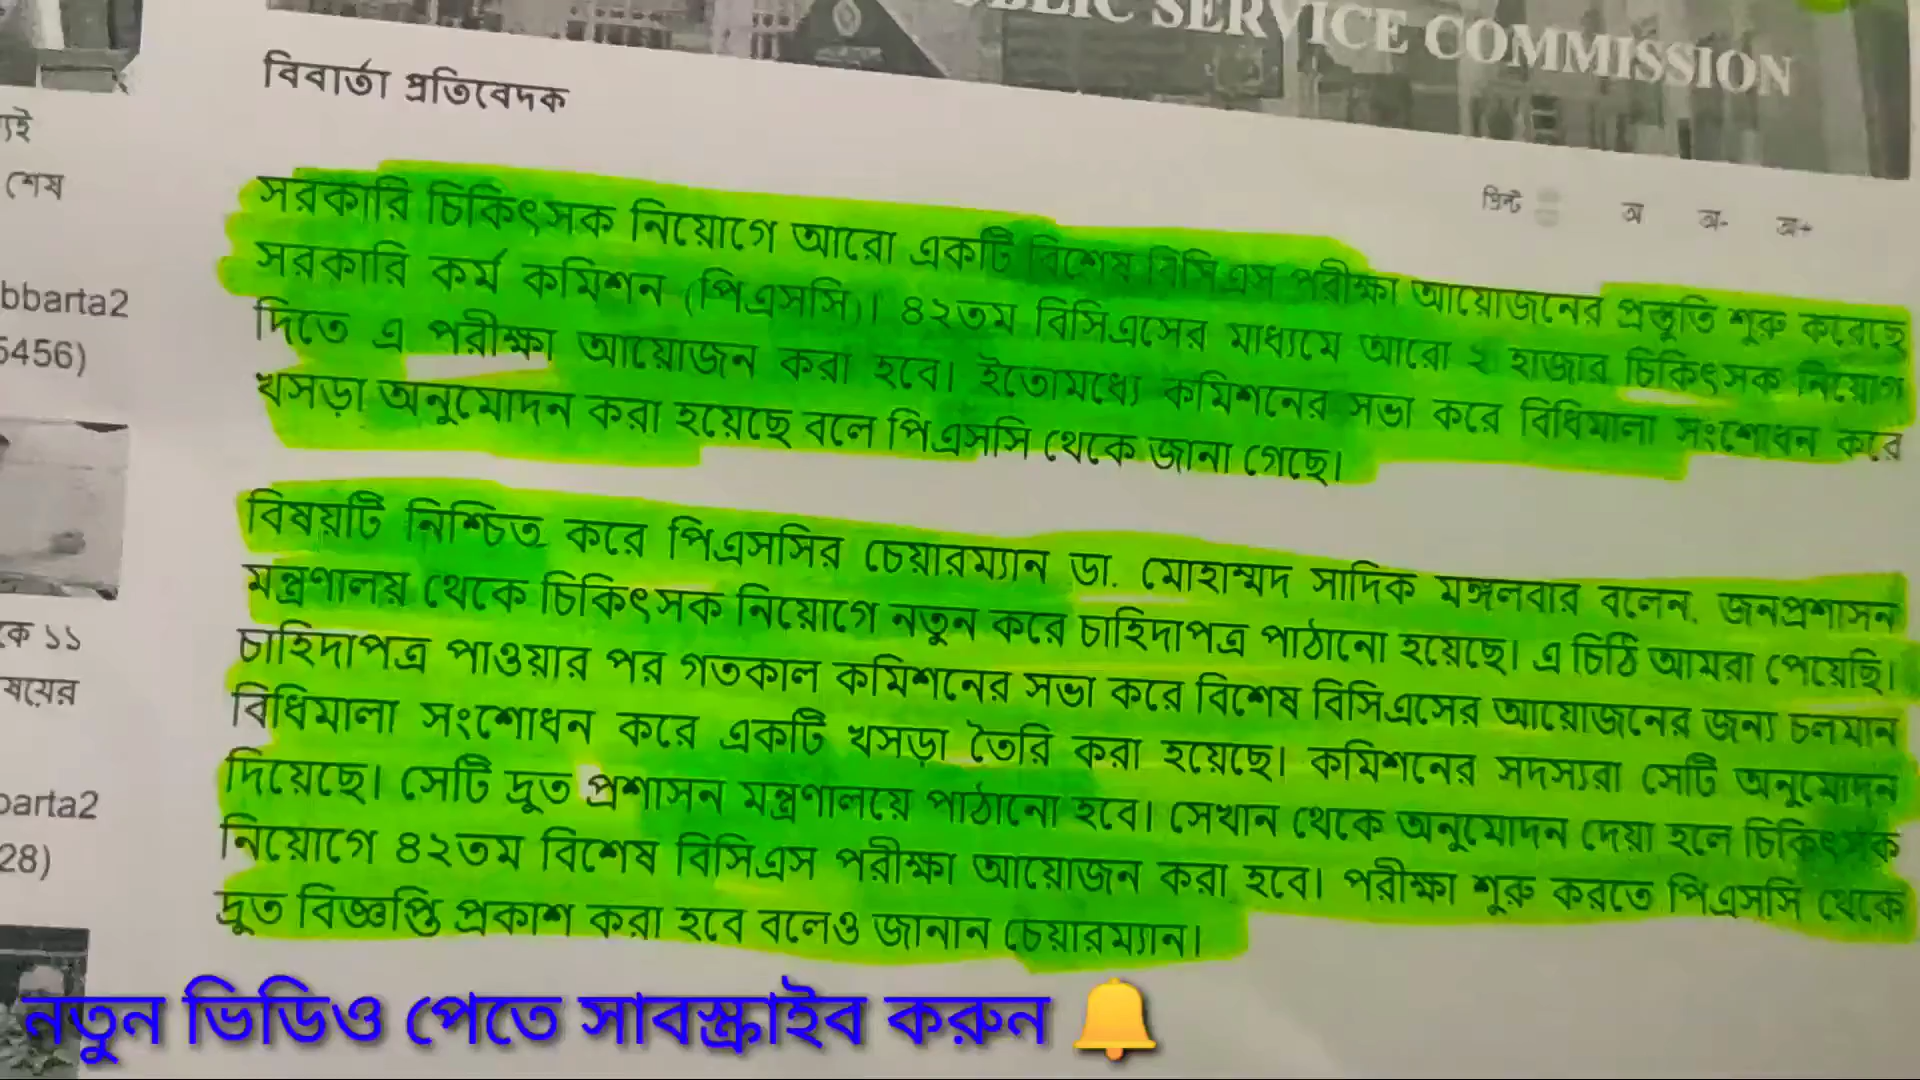 PUBLIC SERVICE COMMISSION
বিবার্তা প্রতিবেদক
প্রিন্ট অ অ- অ+
সরকারি চিকিৎসক নিয়োগে আরো একটি বিশেষ বিসিএস পরীক্ষা আয়োজনের প্রস্তুতি শুরু করেছে
সরকারি কর্ম কমিশন (পিএসসি)। ৪২তম বিসিএসের মাধ্যমে আরো ২ হাজার চিকিৎসক নিয়োগ
দিতে এ পরীক্ষা আয়োজন করা হবে। ইতোমধ্যে কমিশনের সভা করে বিধিমালা সংশোধন করে
খসড়া অনুমোদন করা হয়েছে বলে পিএসসি থেকে জানা গেছে।
বিষয়টি নিশ্চিত করে পিএসসির চেয়ারম্যান ডা. মোহাম্মদ সাদিক মঙ্গলবার বলেন, জনপ্রশাসন
মন্ত্রণালয় থেকে চিকিৎসক নিয়োগে নতুন করে চাহিদাপত্র পাঠানো হয়েছে। এ চিঠি আমরা পেয়েছি।
চাহিদাপত্র পাওয়ার পর গতকাল কমিশনের সভা করে বিশেষ বিসিএসের আয়োজনের জন্য চলমান
বিধিমালা সংশোধন করে একটি খসড়া তৈরি করা হয়েছে। কমিশনের সদস্যরা সেটি অনুমোদন
দিয়েছে। সেটি দ্রুত প্রশাসন মন্ত্রণালয়ে পাঠানো হবে। সেখান থেকে অনুমোদন দেয়া হলে চিকিৎসক
নিয়োগে ৪২তম বিশেষ বিসিএস পরীক্ষা আয়োজন করা হবে। পরীক্ষা শুরু করতে পিএসসি থেকে
দ্রুত বিজ্ঞপ্তি প্রকাশ করা হবে বলেও জানান চেয়ারম্যান।
শেষ
bbarta2
5456)
কে ১১
ষয়ের
barta2
28)
নতুন ভিডিও পেতে সাবস্ক্রাইব করুন